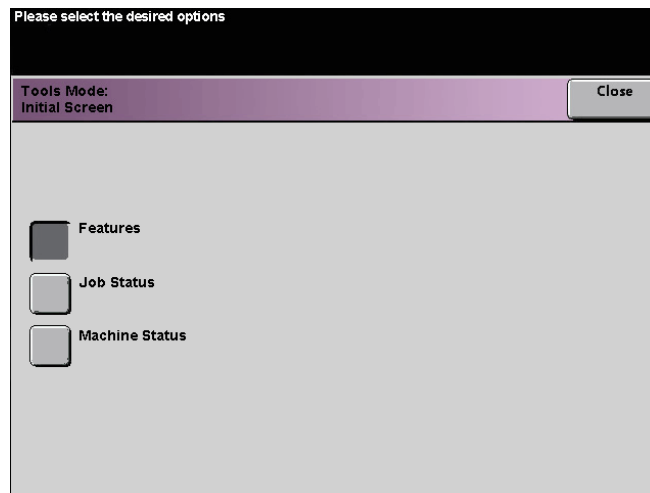 Please select the desired options
Tools Mode:
Initial Screen
Close
Features
Job Status
Machine Status